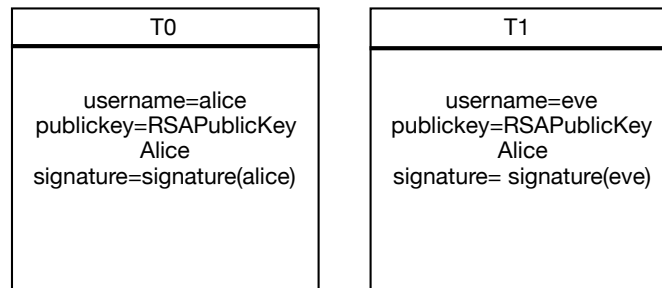 T0
username=alice
publickey=RSAPublicKey
Alice
signature=signature(alice)
T1
username=eve
publickey=RSAPublicKey
Alice
signature= signature(eve)